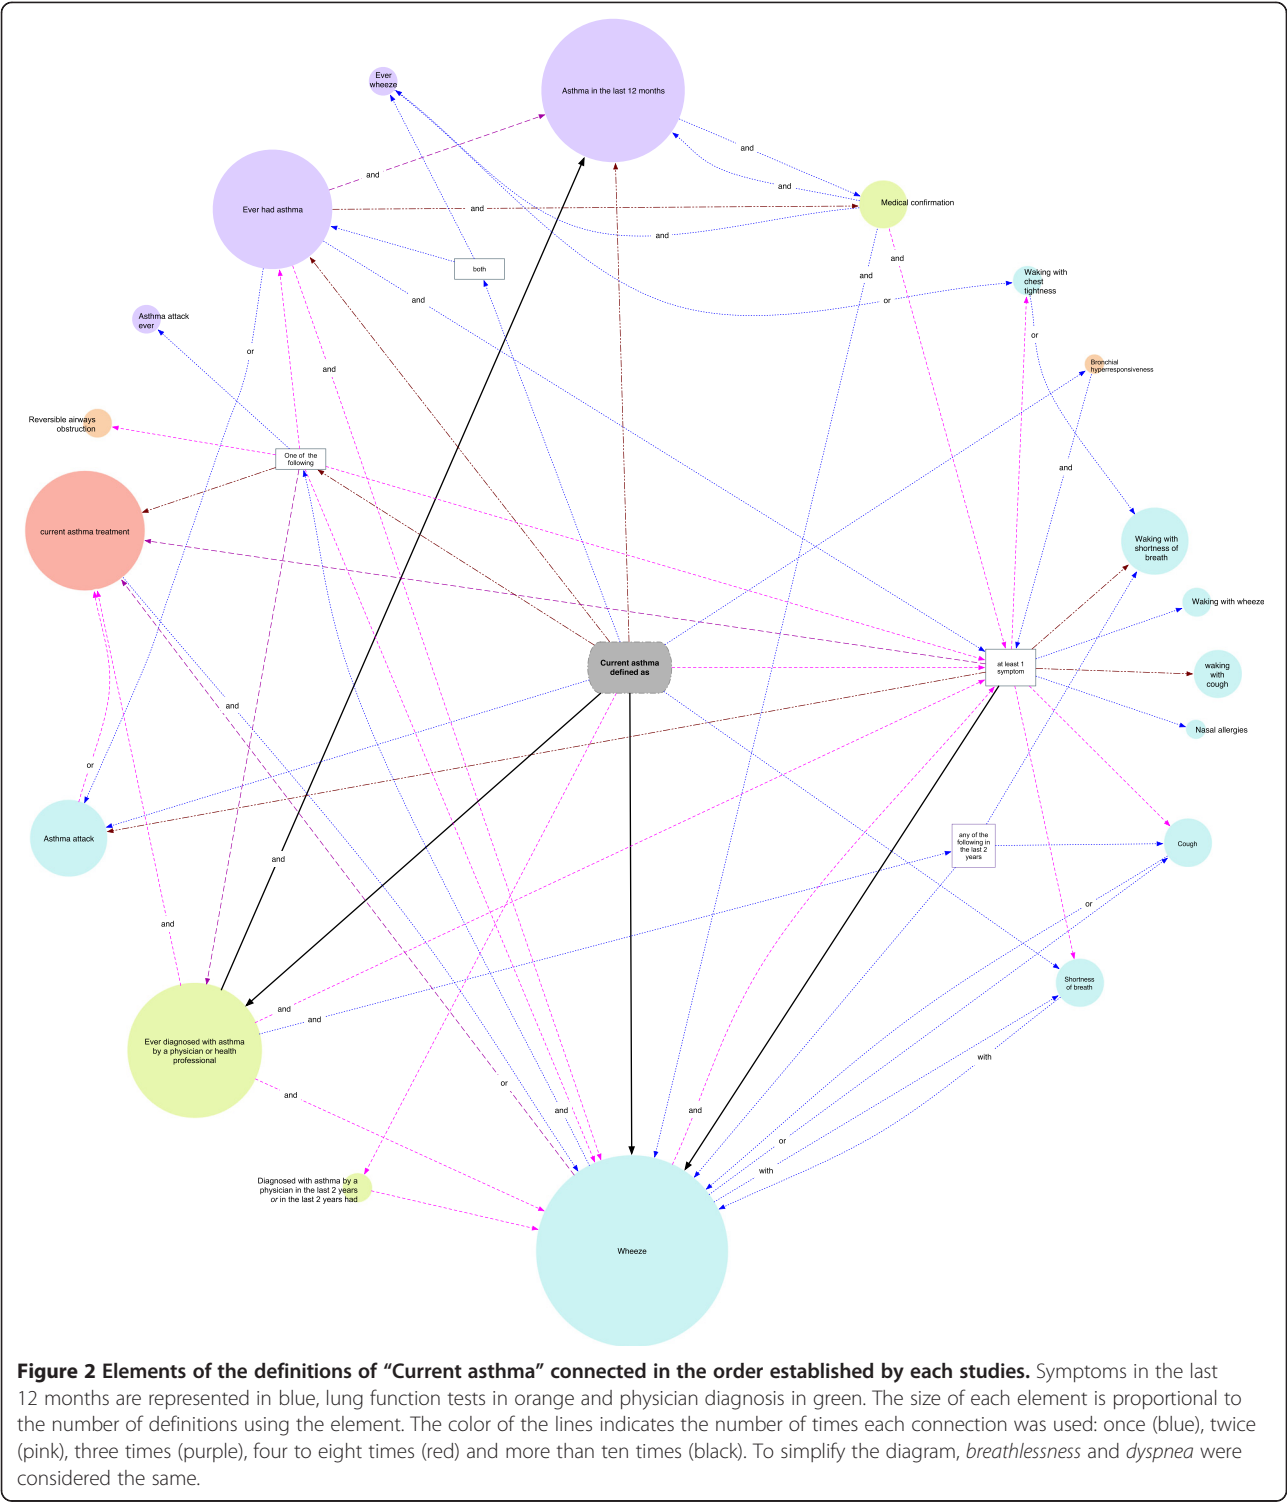 Ever
wheeze
Asthma in the last 12 months
and
and
and
Ever had asthma
and
Medical confirmation
and
both
and
and
Waking with
chest
tightness
and
or
Asthma attack
ever
or
or
and
Bronchial
hyperresponsiveness
Reversible airways
obstruction
One of the
following
and
current asthma treatment
Waking with
shortness of
breath
Waking with wheeze
Current asthma
defined as
at least 1
symptom
waking
with
cough
and
Nasal allergies
or
Asthma attack
any of the
following in
the last 2
years
Cough
and
or
and
Shortness
of breath
and
and
Ever diagnosed with asthma
by a physician or health
professional
with
or
and
and
and
or
with
Diagnosed with asthma by a
physician in the last 2 years
or in the last 2 years had
Wheeze
Figure 2 Elements of the definitions of “Current asthma” connected in the order established by each studies. Symptoms in the last
12 months are represented in blue, lung function tests in orange and physician diagnosis in green. The size of each element is proportional to
the number of definitions using the element. The color of the lines indicates the number of times each connection was used: once (blue), twice
(pink), three times (purple), four to eight times (red) and more than ten times (black). To simplify the diagram, breathlessness and dyspnea were
considered the same.